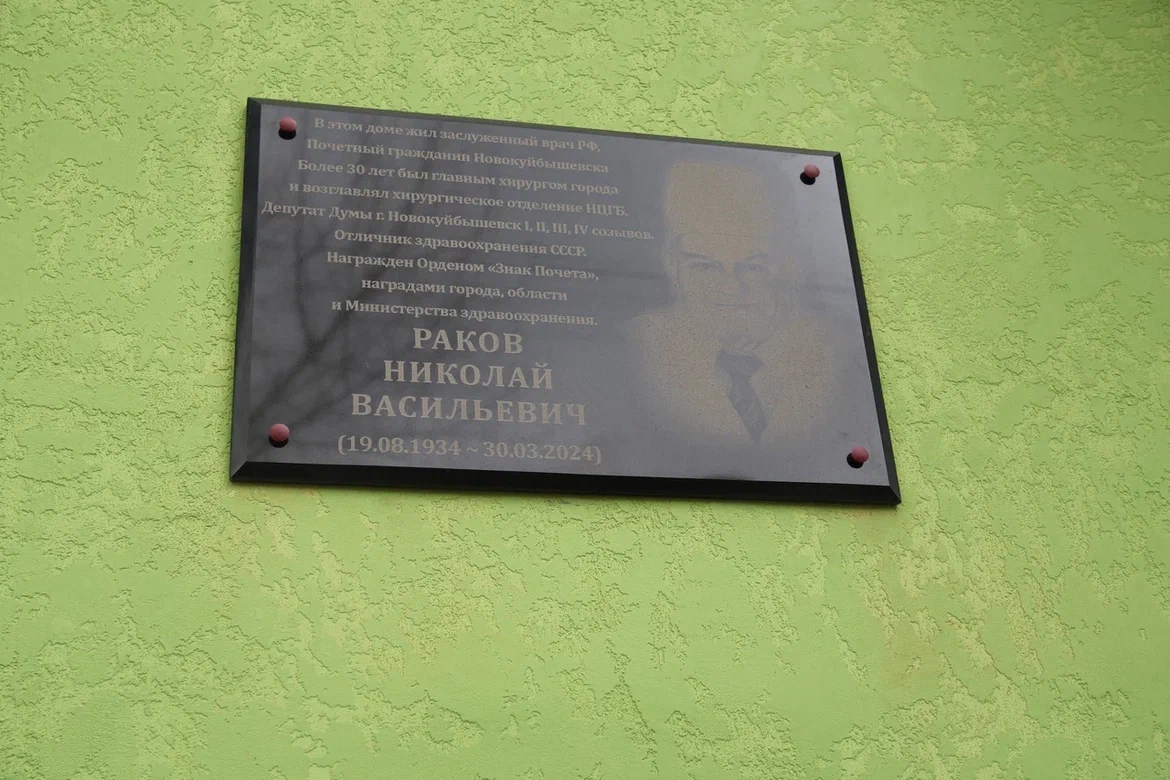 В этом доме жил заслуженный врач РФ,
Почетный гражданин Новокуйбышевска
Более 30 лет был главным хирургом города
и возглавлял хирургическое отделение НЦГБ.
Депутат Думы г. Новокуйбышевск I, II, III, IV созывов.
Отличник здравоохранения СССР.
Награжден Орденом «Знак Почета»,
наградами города, области
и Министерства здравоохранения.
РАКОВ
НИКОЛАЙ
ВАСИЛЬЕВИЧ
(19.08.1934 ~ 30.03.2024)